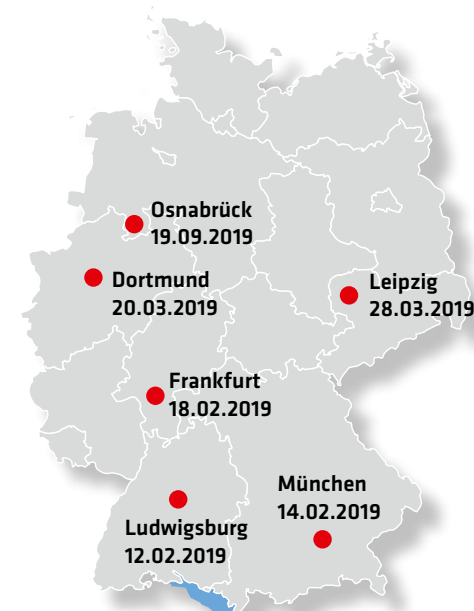 Osnabrück
19.09.2019
Dortmund
20.03.2019
Leipzig
28.03.2019
Frankfurt
18.02.2019
München
14.02.2019
Ludwigsburg
12.02.2019